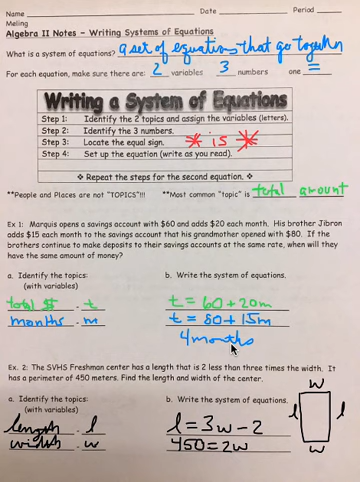 Name Date Period
Meling
Algebra II Notes – Writing Systems of Equations
What is a system of equations? a set of equations that go together
For each equation, make sure there are: 2 variables 3 numbers one =
Writing a System of Equations
Step 1: Identify the 2 topics and assign the variables (letters).
Step 2: Identify the 3 numbers.
Step 3: Locate the equal sign. * is *
Step 4: Set up the equation (write as you read).
❖ Repeat the steps for the second equation. ❖
**People and Places are not "TOPICS"!!! **Most common "topic" is total amount
Ex 1: Marquis opens a savings account with $60 and adds $20 each month. His brother Jibron
adds $15 each month to the savings account that his grandmother opened with $80. If the
brothers continue to make deposits to their savings accounts at the same rate, when will they
have the same amount of money?
a. Identify the topics: b. Write the system of equations.
(with variables)
total $ . t t = 60 + 20m
months . m t = 80 + 15m
4 months
Ex. 2: The SVHS Freshman center has a length that is 2 less than three times the width. It
has a perimeter of 450 meters. Find the length and width of the center.
w
a. Identify the topics: b. Write the system of equations.
(with variables)
l l
length . l l = 3w - 2
width . w 450 = 2w
w